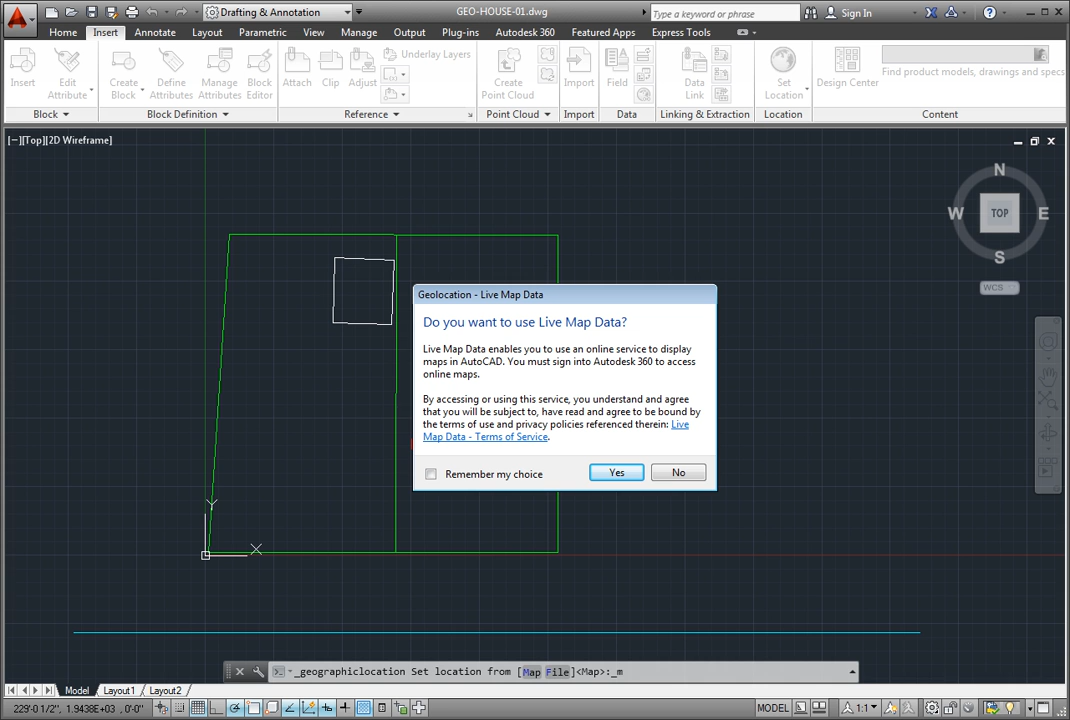 Drafting & Annotation
GEO-HOUSE-01.dwg
Type a keyword or phrase
Sign In
Home Insert Annotate Layout Parametric View Manage Output Plug-ins Autodesk 360 Featured Apps Express Tools
Insert
Edit Attribute
Create Block
Define Attributes
Manage Attributes
Block Editor
Attach
Clip
Adjust
Underlay Layers
Create Point Cloud
Import
Field
Data Link
Set Location
Design Center
Find product models, drawings and specs
Block
Block Definition
Reference
Point Cloud
Import
Data
Linking & Extraction
Location
Content
[−][Top][2D Wireframe]
N
W TOP E
S
WCS
Geolocation - Live Map Data
Do you want to use Live Map Data?
Live Map Data enables you to use an online service to display
maps in AutoCAD. You must sign into Autodesk 360 to access
online maps.
By accessing or using this service, you understand and agree
that you will be subject to, have read and agree to be bound by
the terms of use and privacy policies referenced therein: Live
Map Data - Terms of Service.
Remember my choice
Yes No
Y
X
_geographiclocation Set location from [Map File]<Map>:_m
Model Layout1 Layout2
229'-0 1/2", 1.9438E+03 , 0'-0"
MODEL
1:1